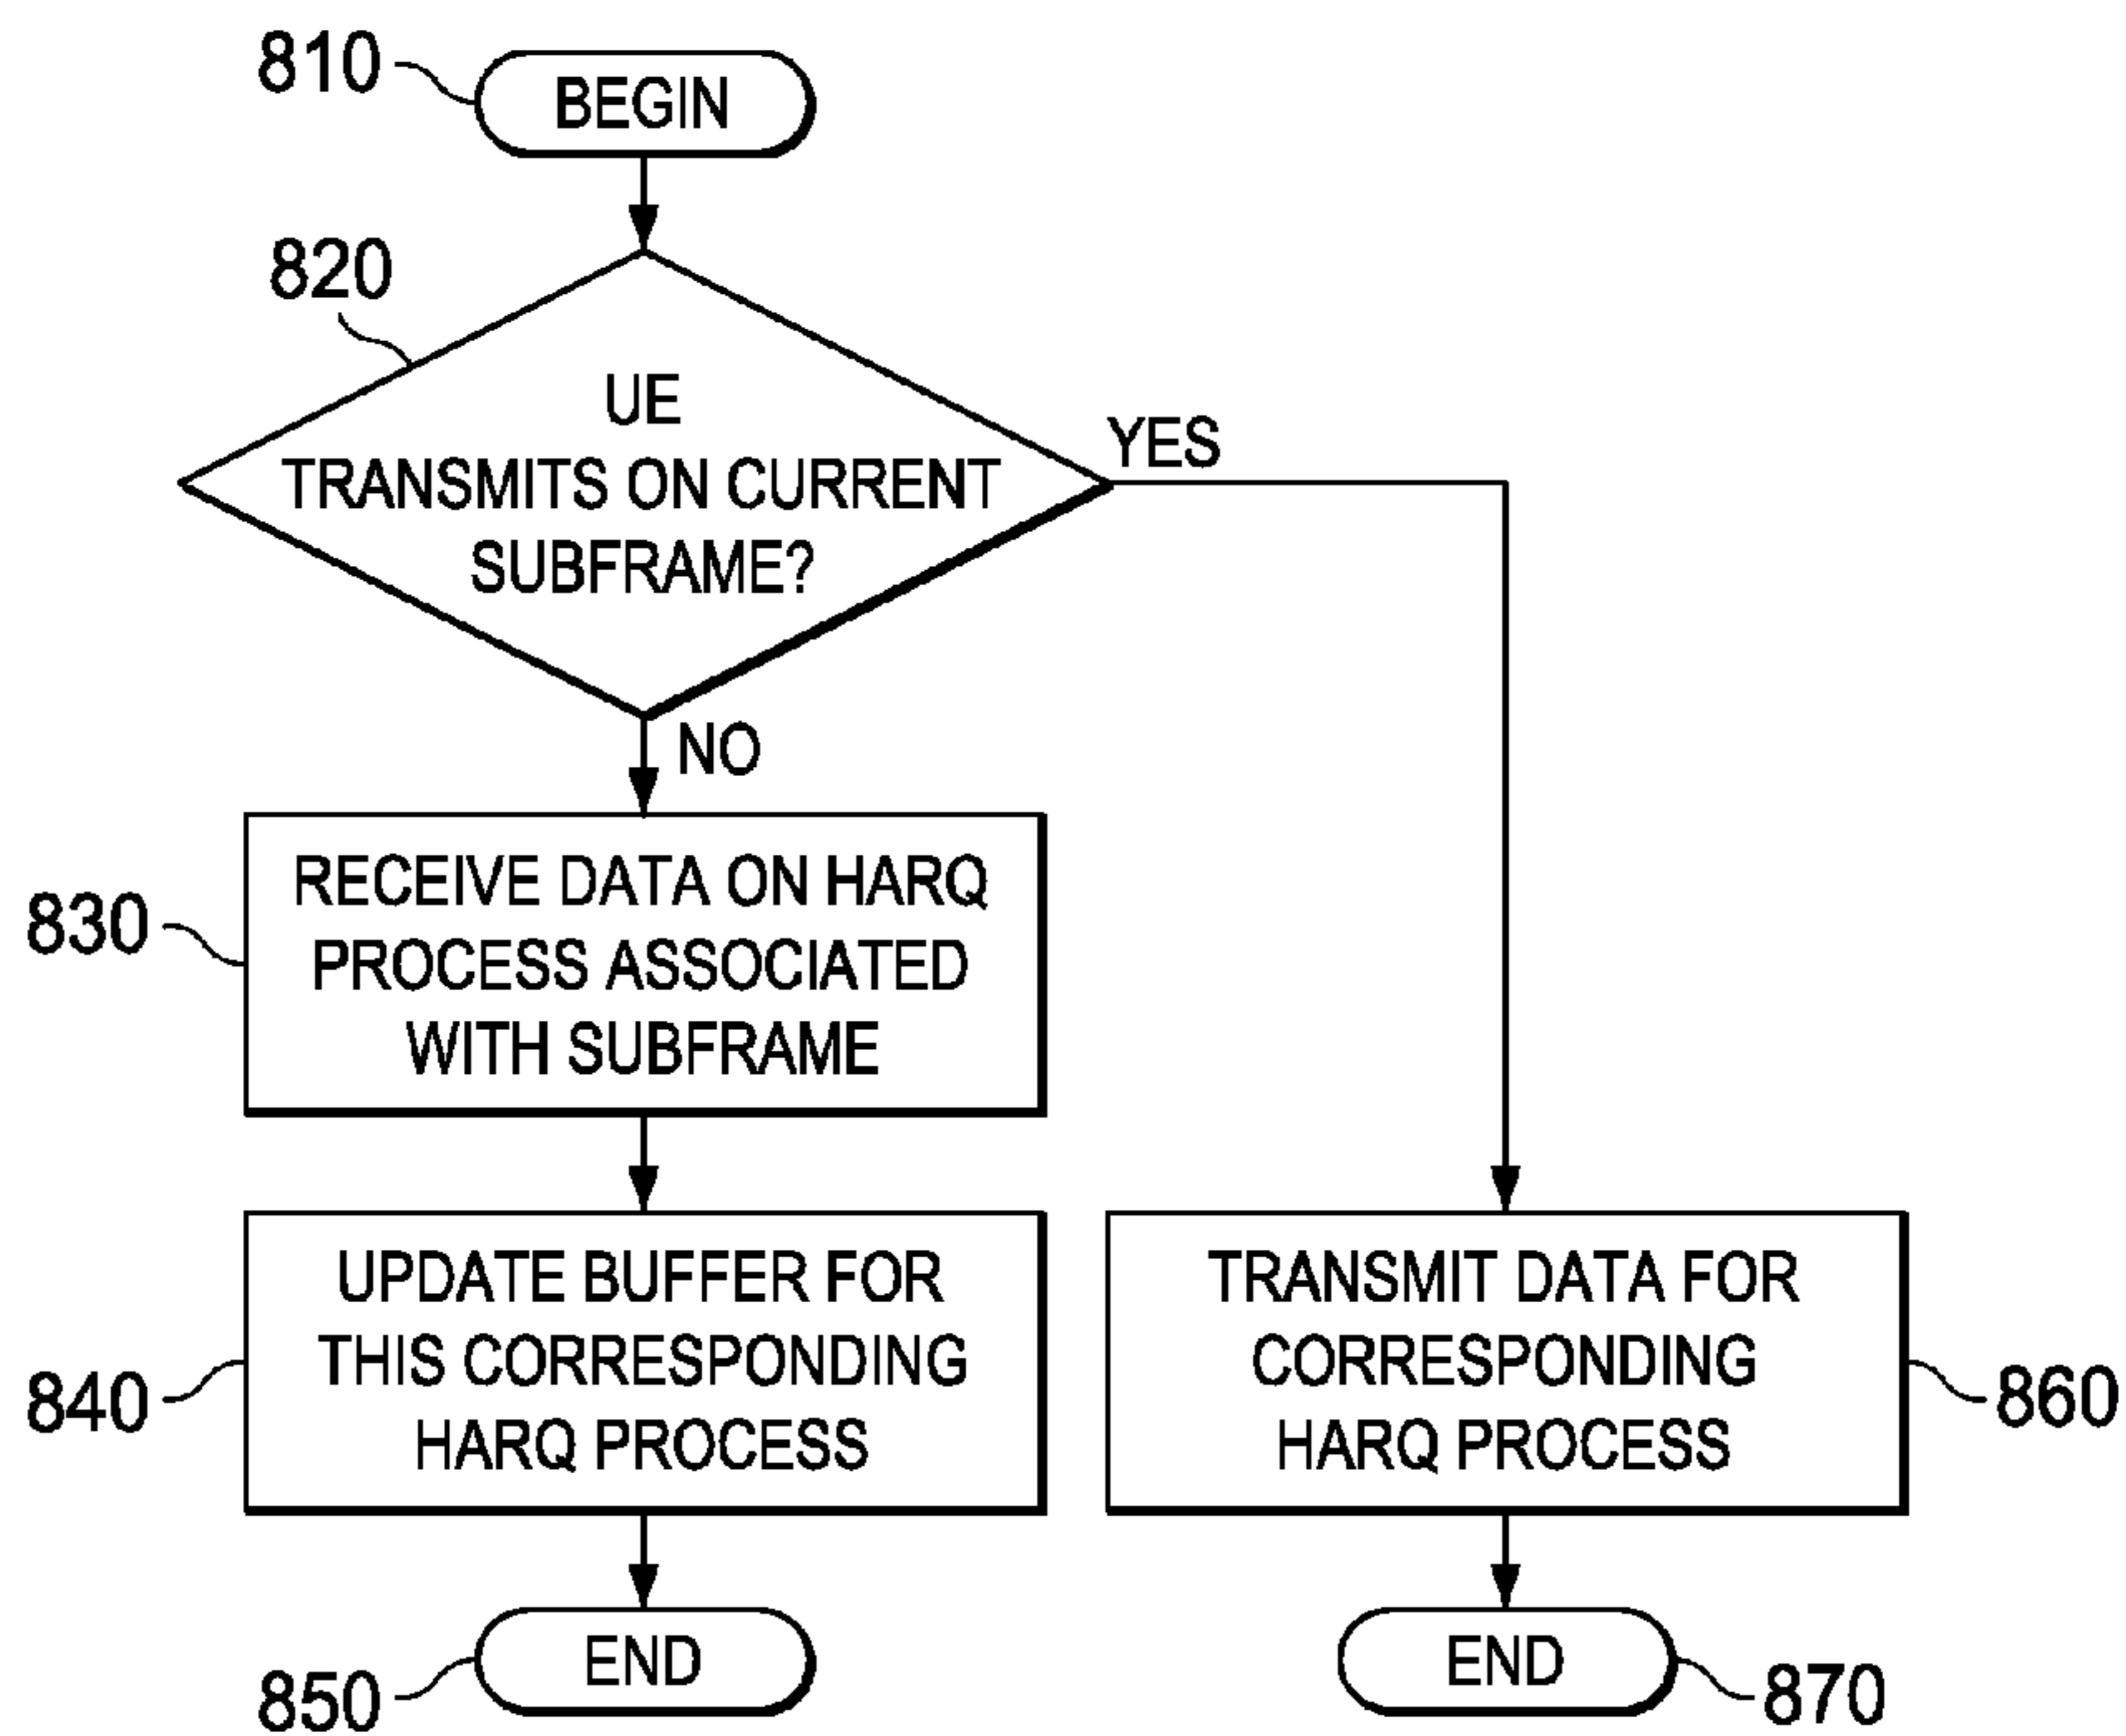 810
BEGIN
820
UE
TRANSMITS ON CURRENT
SUBFRAME?
YES
NO
830
RECEIVE DATA ON HARQ
PROCESS ASSOCIATED
WITH SUBFRAME
840
UPDATE BUFFER FOR
THIS CORRESPONDING
HARQ PROCESS
TRANSMIT DATA FOR
CORRESPONDING
HARQ PROCESS
860
850
END
END
870